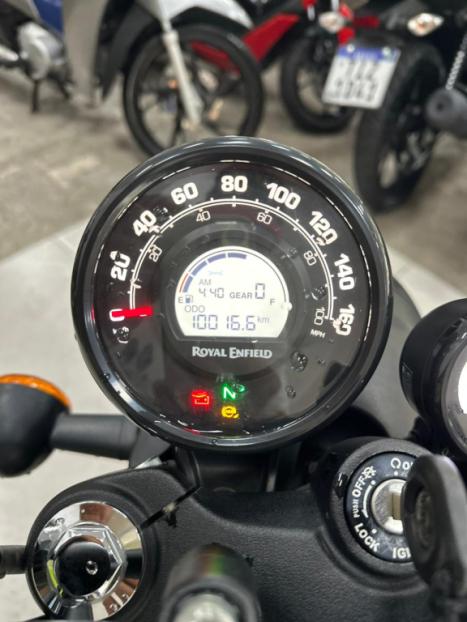 0 20 40 60 80 100 120 140 160
20 40 60 80 100
MPH
AM
4:40 GEAR 0
E F
ODO
10016.6 km
ROYAL ENFIELD
N
PUSH OFF
LOCK